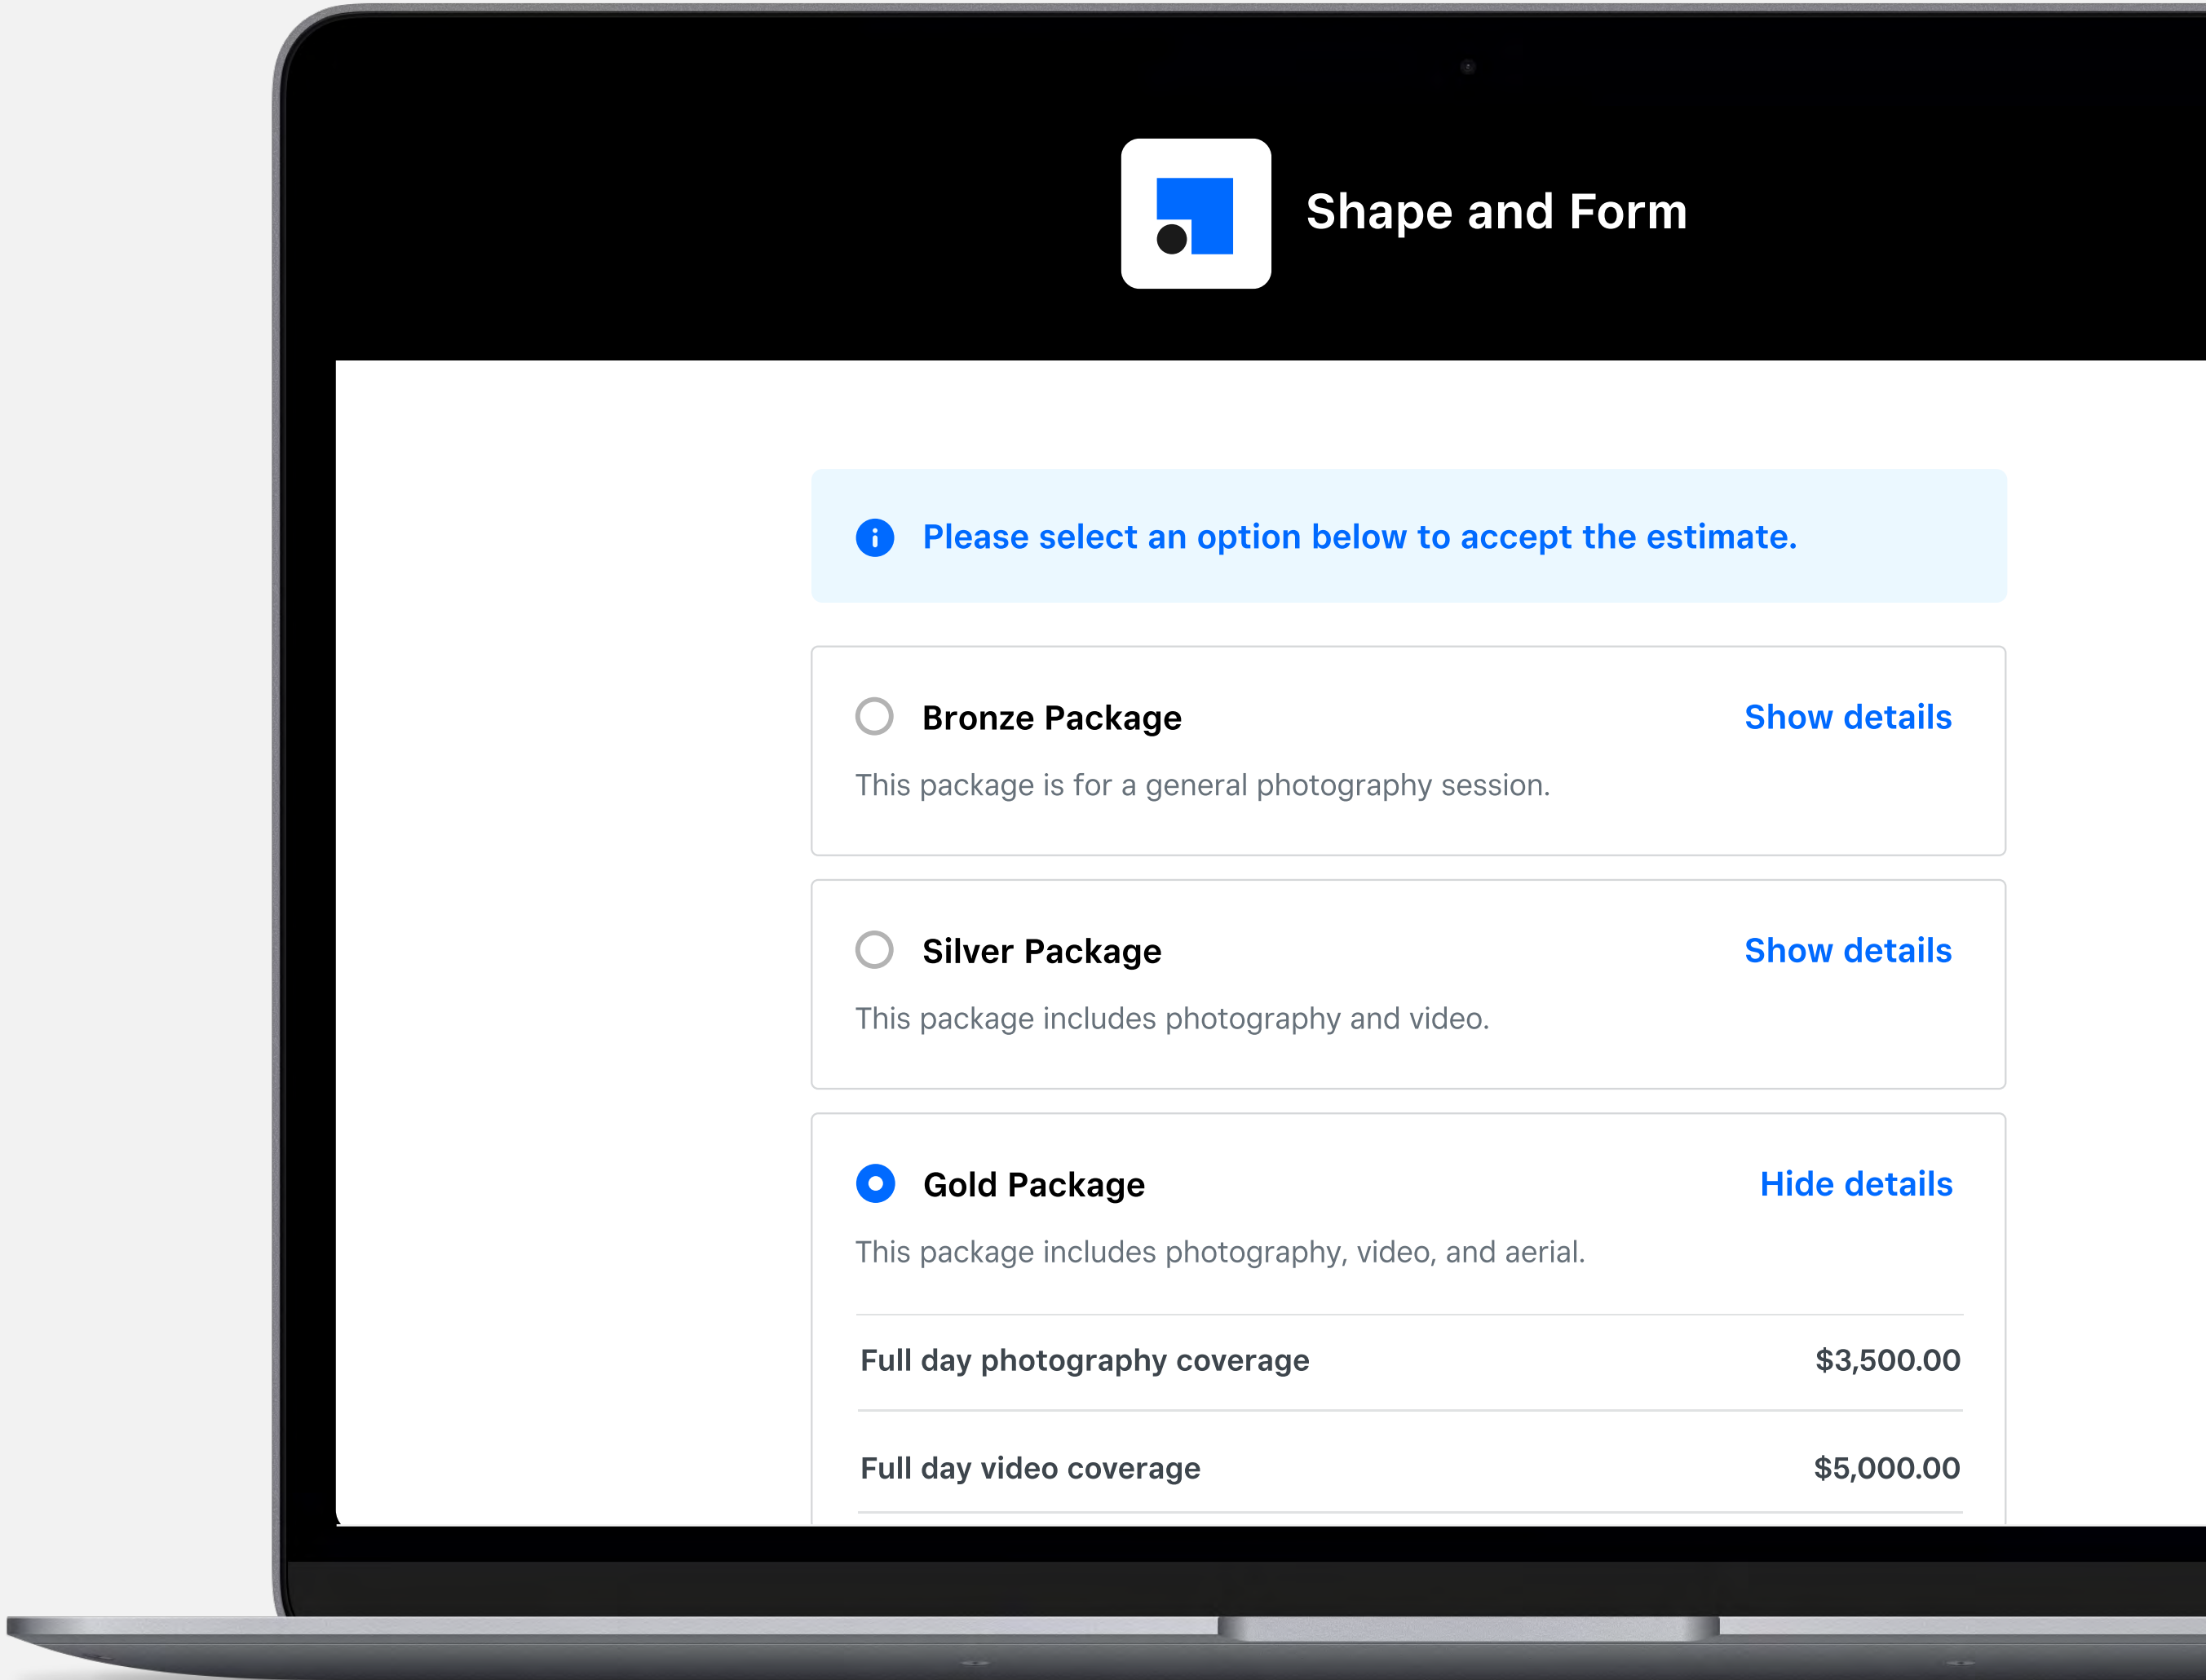 Shape and Form
Please select an option below to accept the estimate.
Bronze Package
Show details
This package is for a general photography session.
Silver Package
Show details
This package includes photography and video.
Gold Package
Hide details
This package includes photography, video, and aerial.
Full day photography coverage
$3,500.00
Full day video coverage
$5,000.00